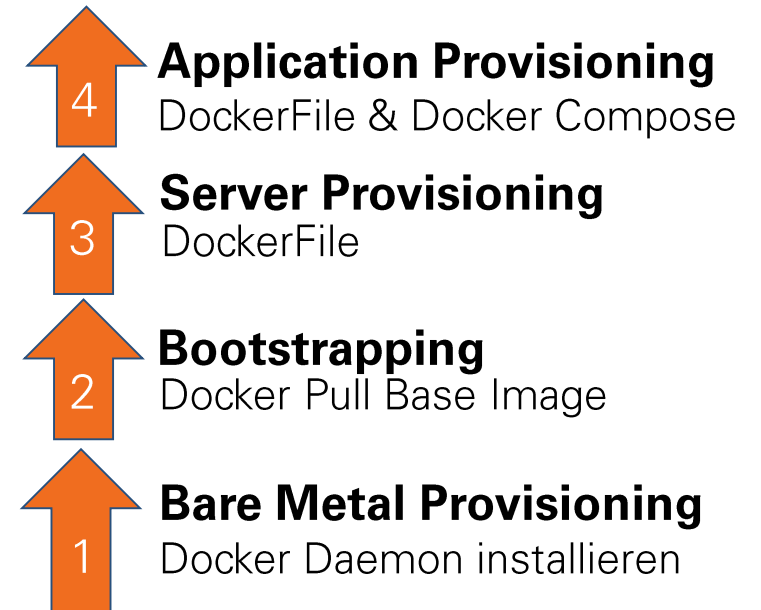 4
Application Provisioning
DockerFile & Docker Compose
3
Server Provisioning
DockerFile
2
Bootstrapping
Docker Pull Base Image
1
Bare Metal Provisioning
Docker Daemon installieren